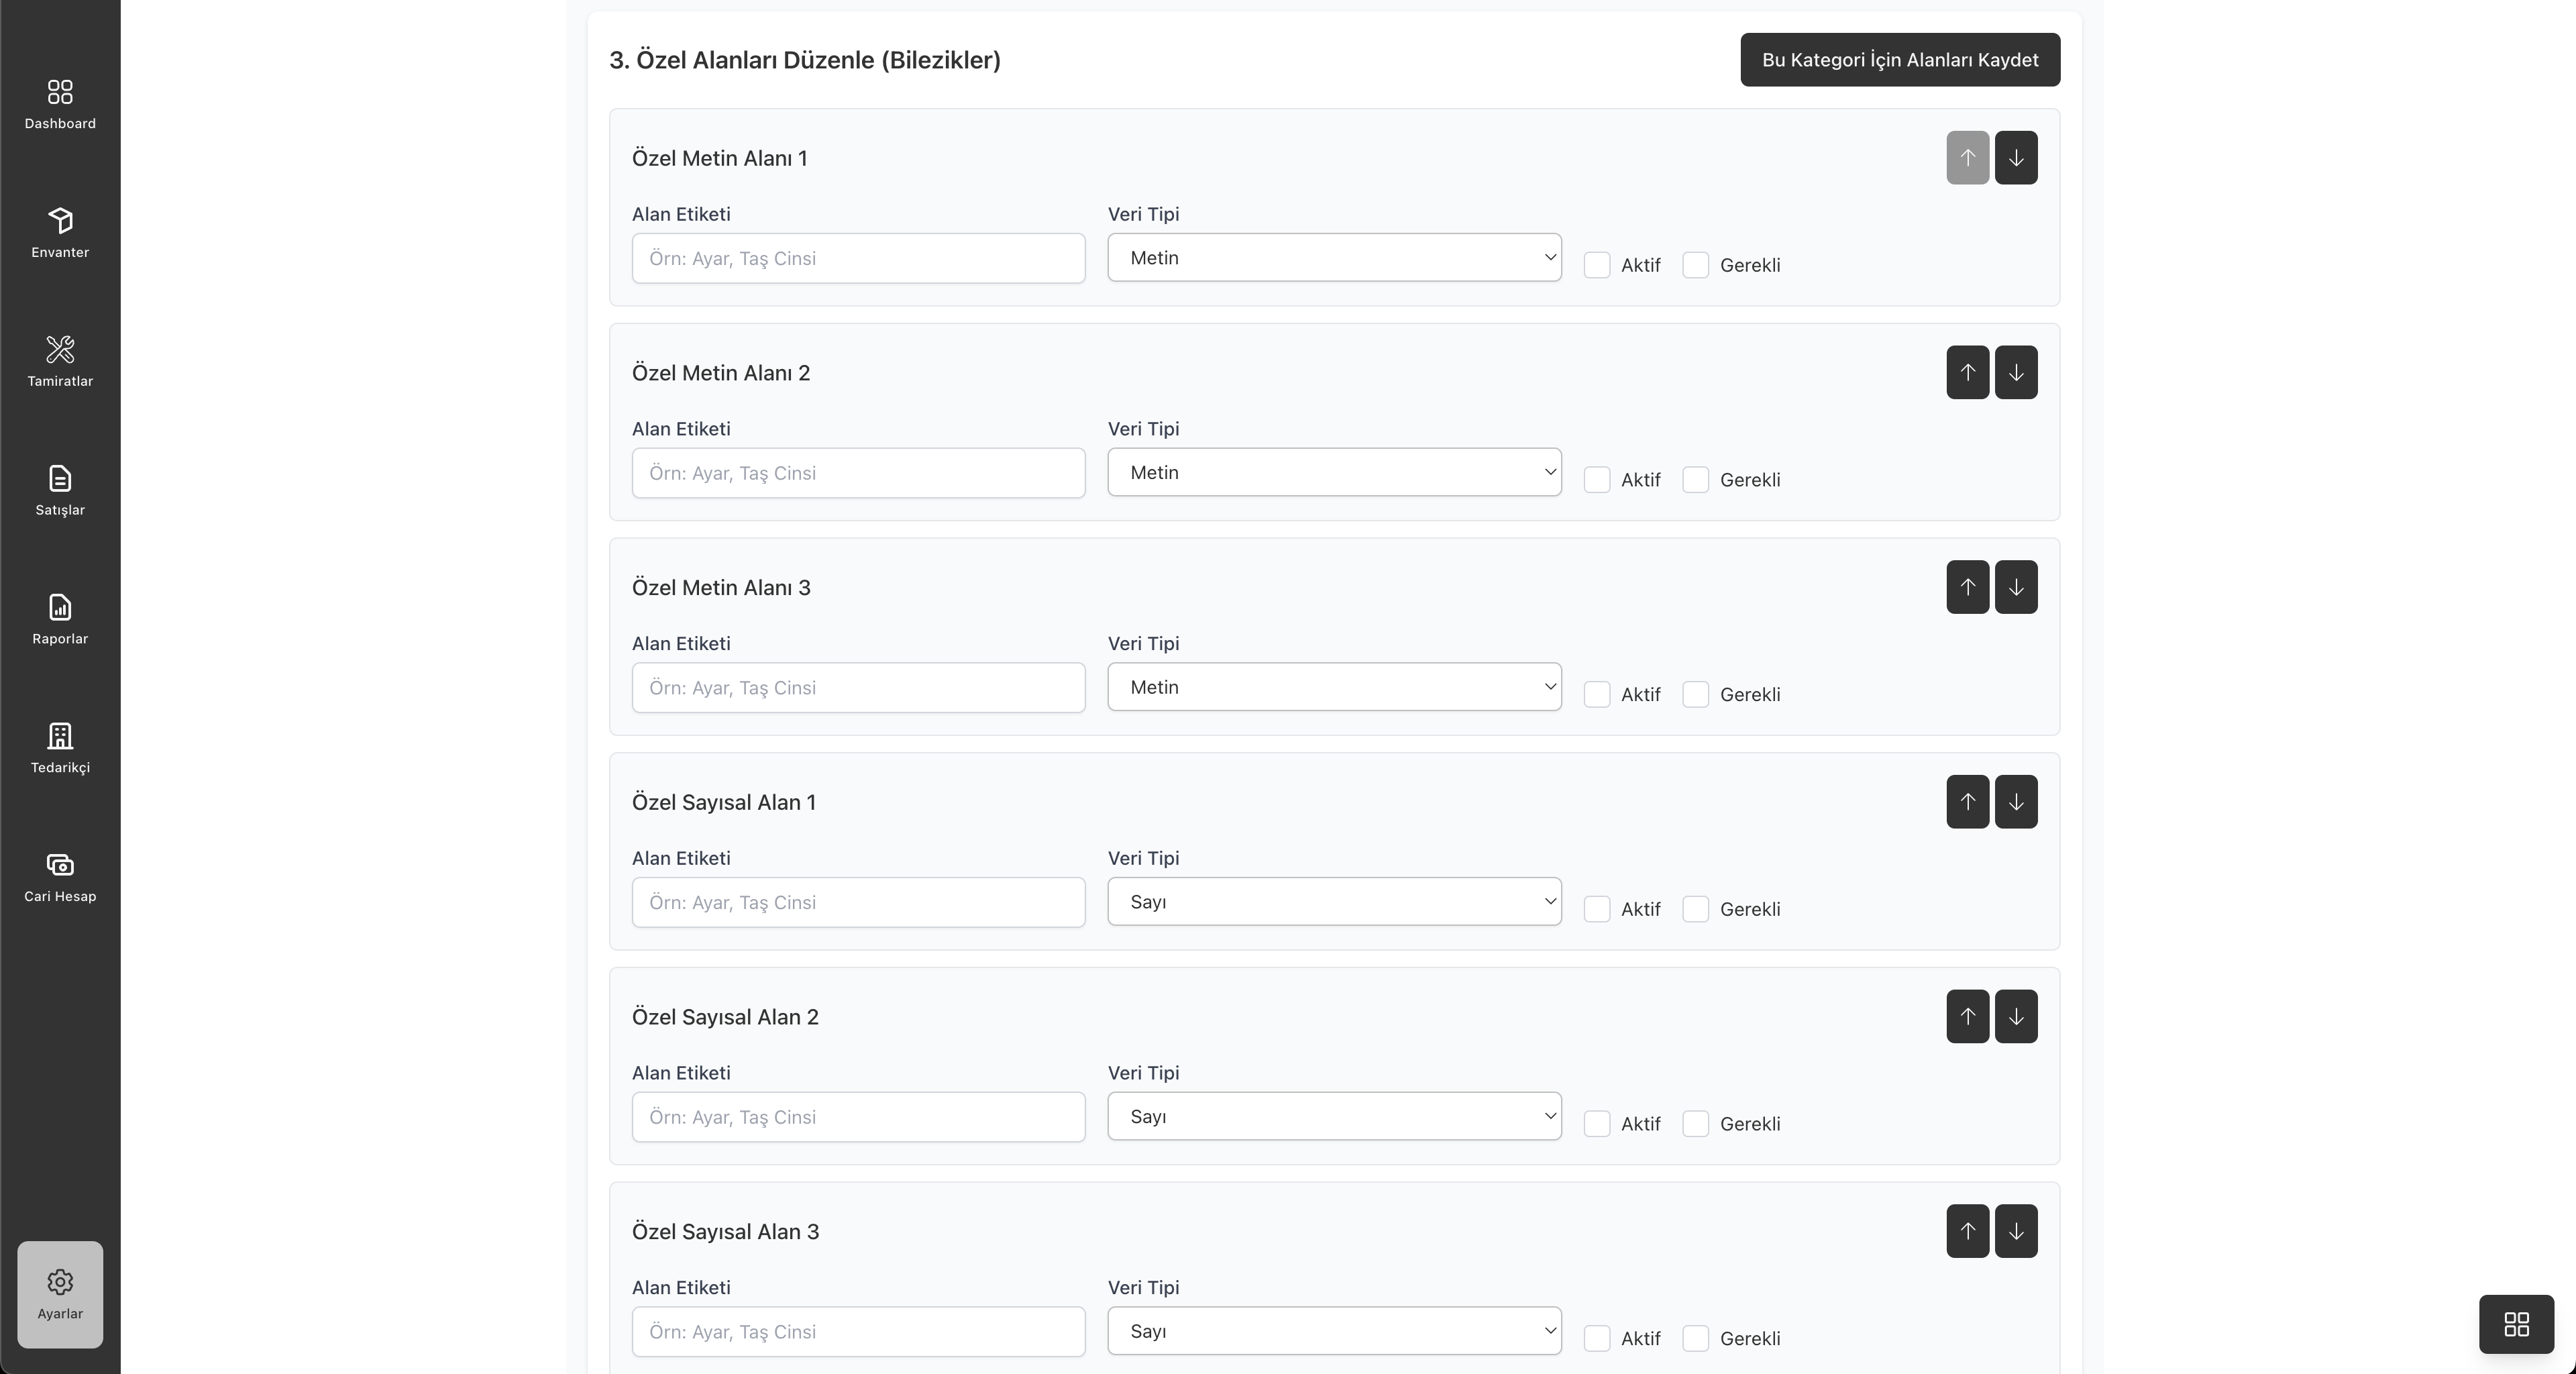 Dashboard
Envanter
Tamiratlar
Satışlar
Raporlar
Tedarikçi
Cari Hesap
Ayarlar
3. Özel Alanları Düzenle (Bilezikler)
Bu Kategori İçin Alanları Kaydet
Özel Metin Alanı 1
Alan Etiketi
Veri Tipi
Örn: Ayar, Taş Cinsi
Metin
Aktif
Gerekli
Özel Metin Alanı 2
Alan Etiketi
Veri Tipi
Örn: Ayar, Taş Cinsi
Metin
Aktif
Gerekli
Özel Metin Alanı 3
Alan Etiketi
Veri Tipi
Örn: Ayar, Taş Cinsi
Metin
Aktif
Gerekli
Özel Sayısal Alan 1
Alan Etiketi
Veri Tipi
Örn: Ayar, Taş Cinsi
Sayı
Aktif
Gerekli
Özel Sayısal Alan 2
Alan Etiketi
Veri Tipi
Örn: Ayar, Taş Cinsi
Sayı
Aktif
Gerekli
Özel Sayısal Alan 3
Alan Etiketi
Veri Tipi
Örn: Ayar, Taş Cinsi
Sayı
Aktif
Gerekli